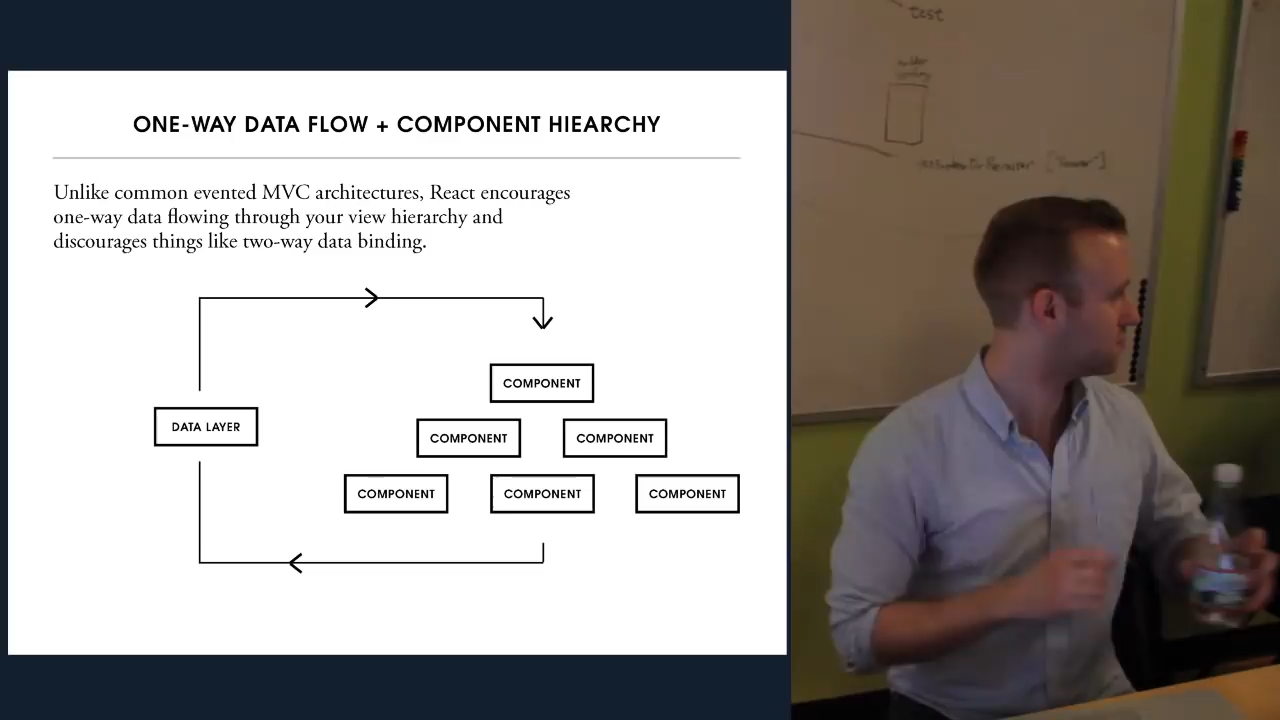 ONE-WAY DATA FLOW + COMPONENT HIEARCHY
Unlike common evented MVC architectures, React encourages
one-way data flowing through your view hierarchy and
discourages things like two-way data binding.
COMPONENT
DATA LAYER
COMPONENT
COMPONENT
COMPONENT
COMPONENT
COMPONENT
test